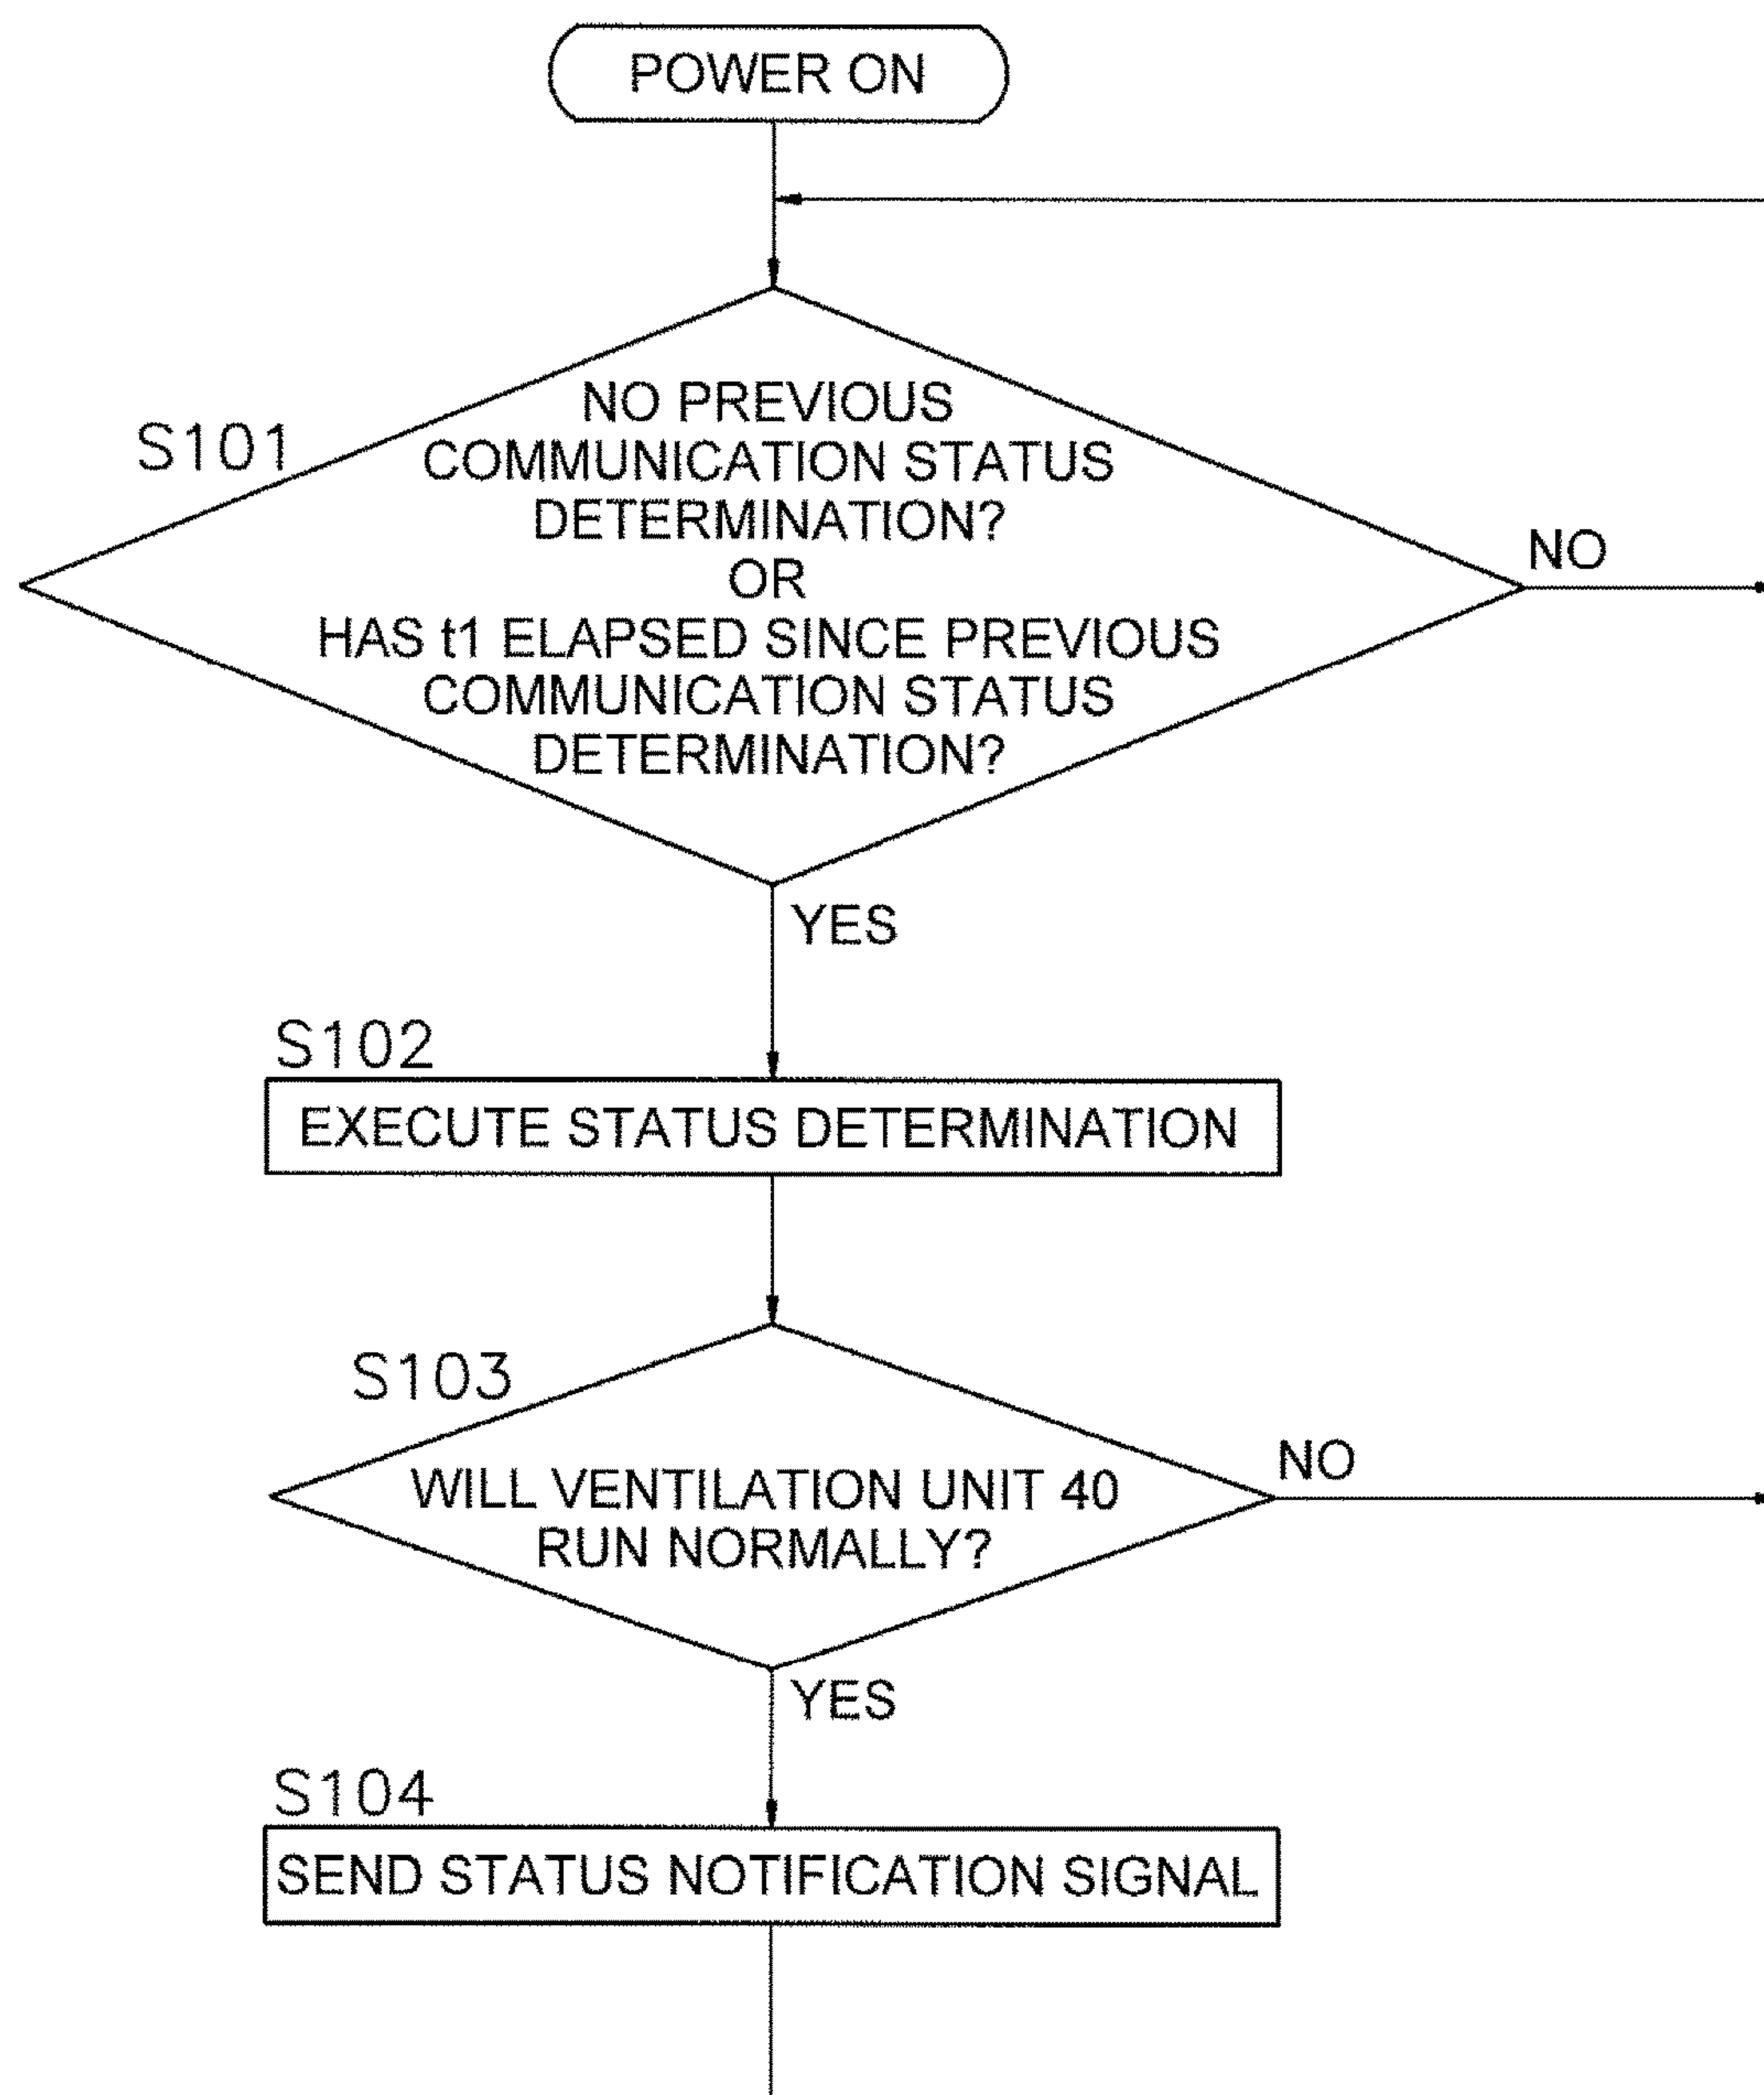 POWER ON
S101
NO PREVIOUS
COMMUNICATION STATUS
DETERMINATION?
OR
HAS t1 ELAPSED SINCE PREVIOUS
COMMUNICATION STATUS
DETERMINATION?
NO
YES
S102
EXECUTE STATUS DETERMINATION
S103
WILL VENTILATION UNIT 40
RUN NORMALLY?
NO
YES
S104
SEND STATUS NOTIFICATION SIGNAL